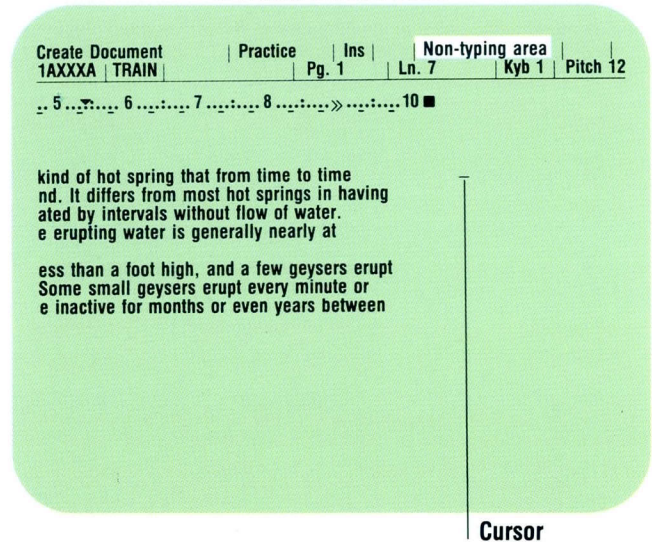 Create Document | Practice | Ins | | Non-typing area | |
1AXXXA | TRAIN | | Pg. 1 | Ln. 7 | Kyb 1 | Pitch 12
.. 5 ...:.... 6 ....:.... 7 ....:.... 8 ....:....» ....:....10 ■
kind of hot spring that from time to time
nd. It differs from most hot springs in having
ated by intervals without flow of water.
e erupting water is generally nearly at
ess than a foot high, and a few geysers erupt
Some small geysers erupt every minute or
e inactive for months or even years between
Cursor